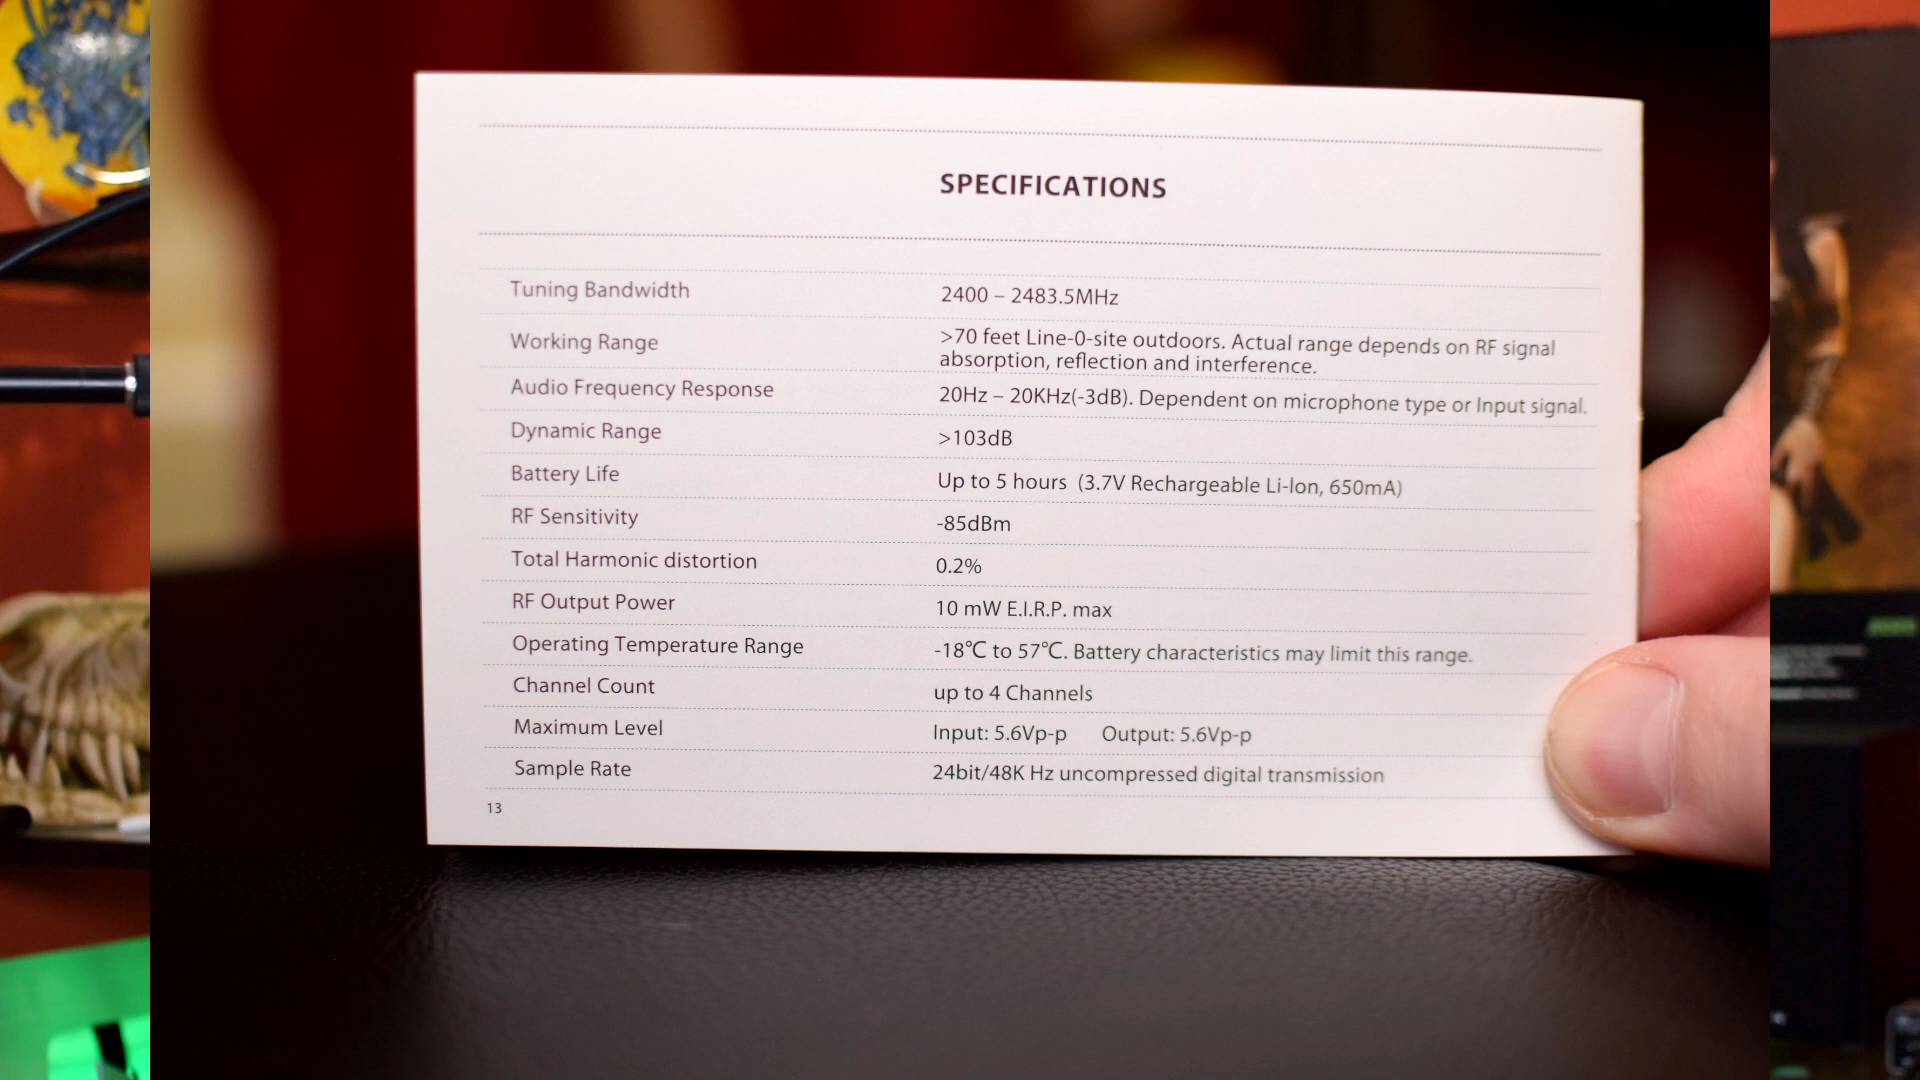 SPECIFICATIONS
Tuning Bandwidth 2400 – 2483.5MHz
Working Range >70 feet Line-0-site outdoors. Actual range depends on RF signal
absorption, reflection and interference.
Audio Frequency Response 20Hz – 20KHz(-3dB). Dependent on microphone type or Input signal.
Dynamic Range >103dB
Battery Life Up to 5 hours (3.7V Rechargeable Li-Ion, 650mA)
RF Sensitivity -85dBm
Total Harmonic distortion 0.2%
RF Output Power 10 mW E.I.R.P. max
Operating Temperature Range -18℃ to 57℃. Battery characteristics may limit this range.
Channel Count up to 4 Channels
Maximum Level Input: 5.6Vp-p Output: 5.6Vp-p
Sample Rate 24bit/48K Hz uncompressed digital transmission
13